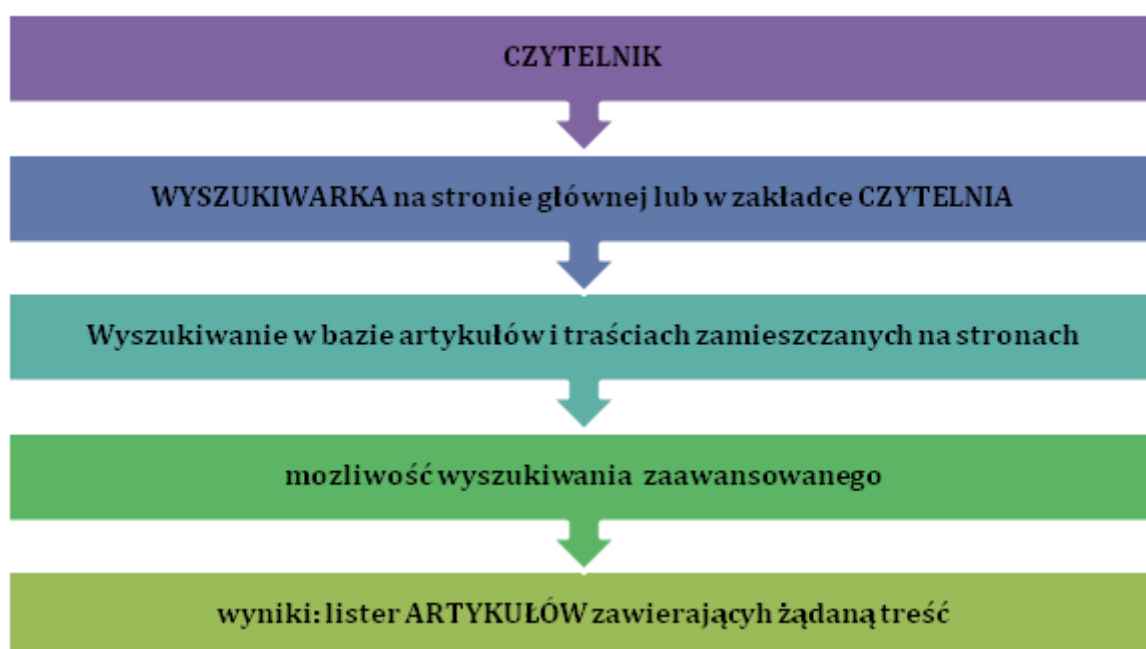 CZYTELNIK
WYSZUKIWARKA na stronie głównej lub w zakładce CZYTELNIA
Wyszukiwanie w bazie artykułów i traściach zamieszczanych na stronach
mozliwość wyszukiwania zaawansowanego
wyniki: lister ARTYKUŁÓW zawierającyh żądaną treść